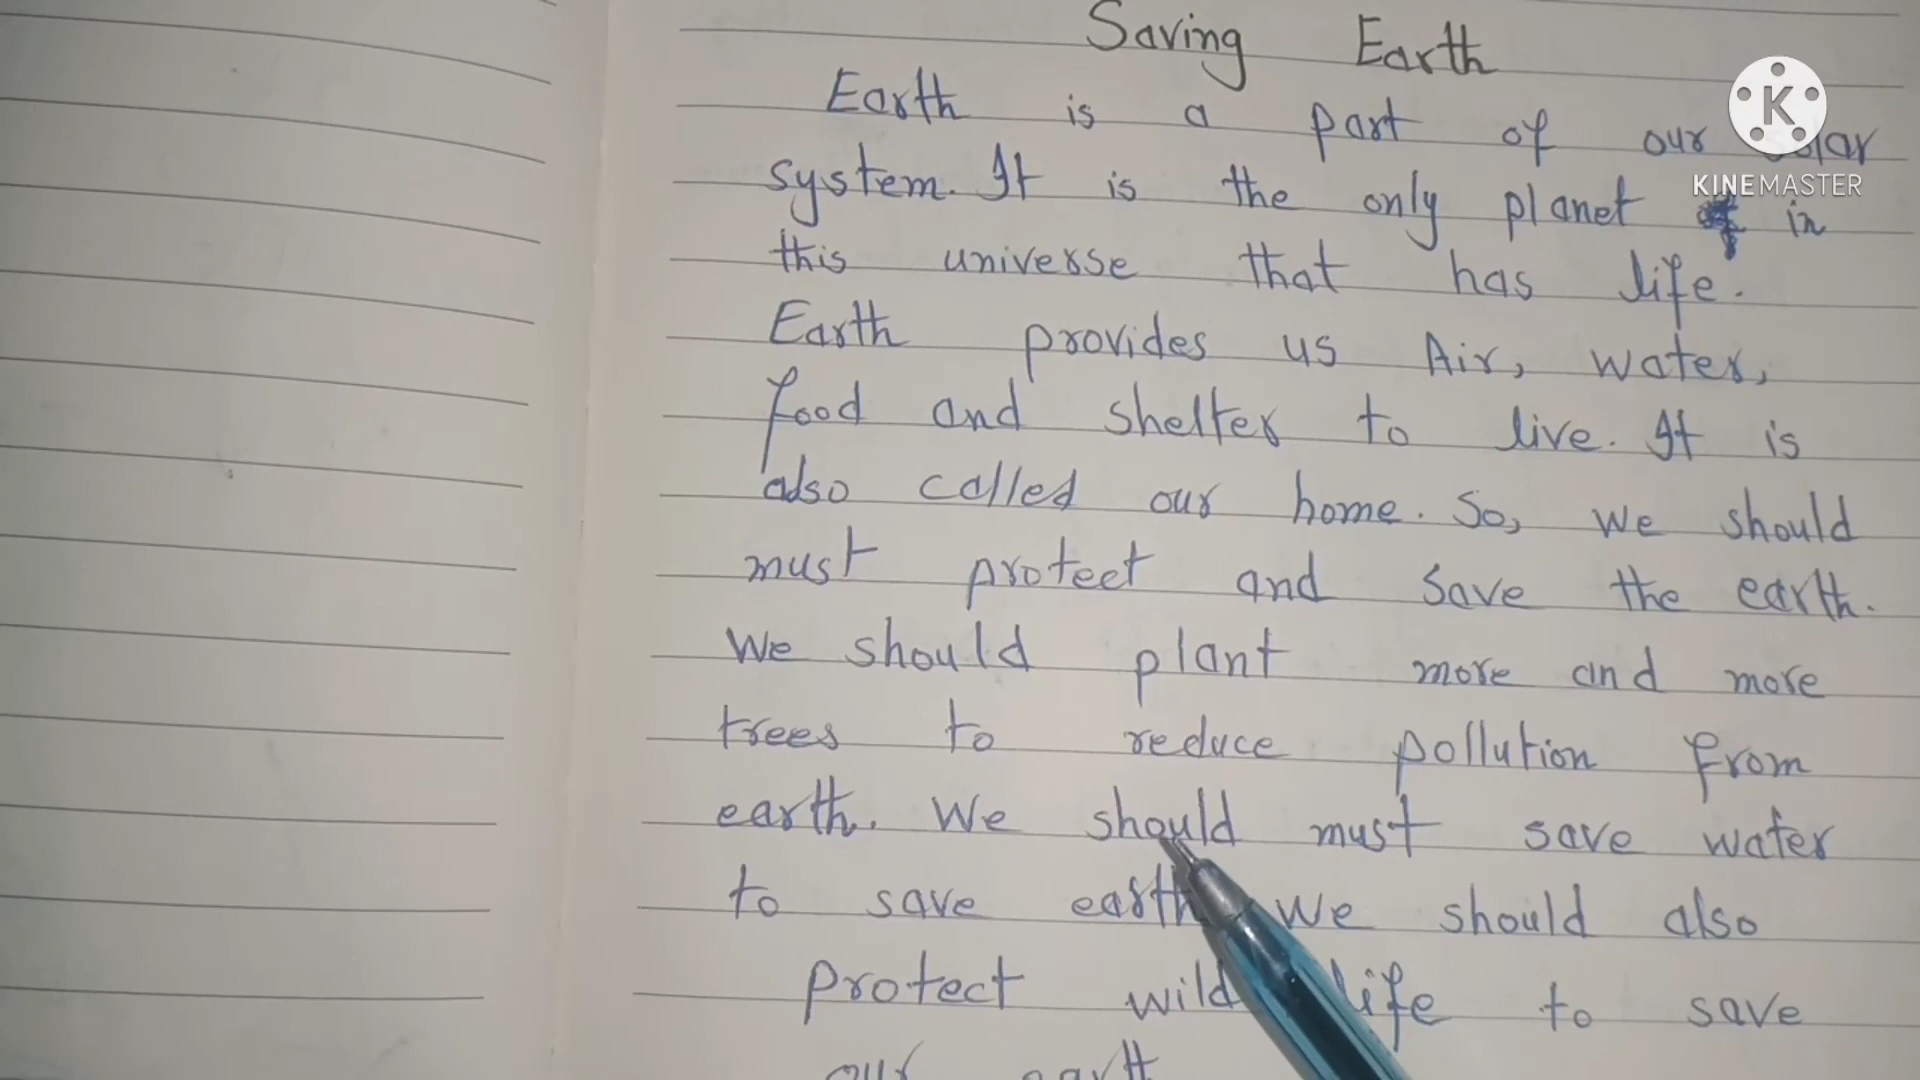 Saving Earth
Earth is a part of our solar
system. It is the only planet in
this universe that has life.
Earth provides us Air, water,
food and shelter to live. It is
also called our home. So, we should
must protect and save the earth.
We should plant more and more
trees to reduce pollution from
earth. We should must save water
to save earth We should also
protect wild life to save
our earth
K
KINEMASTER